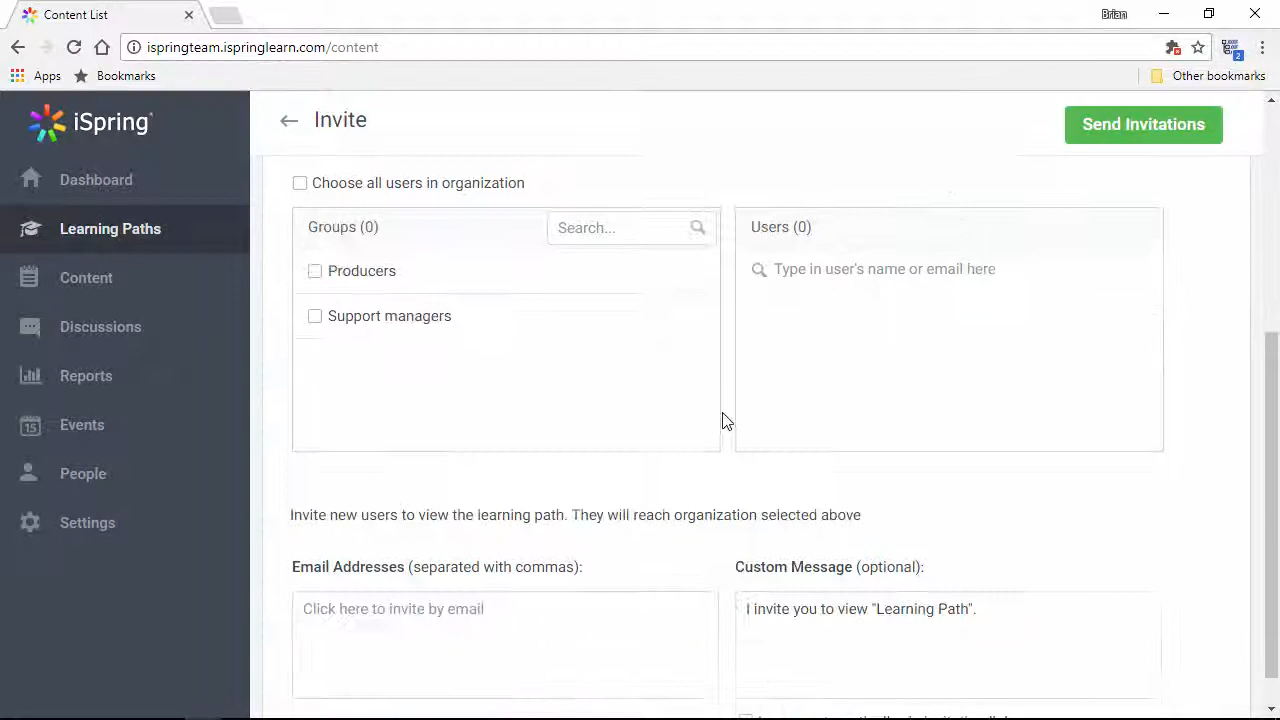 Content List
Brian
ispringteam.ispringlearn.com/content
2
Apps
Bookmarks
Other bookmarks
iSpring
Invite
Send Invitations
Dashboard
Learning Paths
Content
Discussions
Reports
15
Events
People
Settings
Choose all users in organization
Groups (0)
Search...
Users (0)
Producers
Type in user's name or email here
Support managers
Invite new users to view the learning path. They will reach organization selected above
Email Addresses (separated with commas):
Custom Message (optional):
Click here to invite by email
I invite you to view "Learning Path".